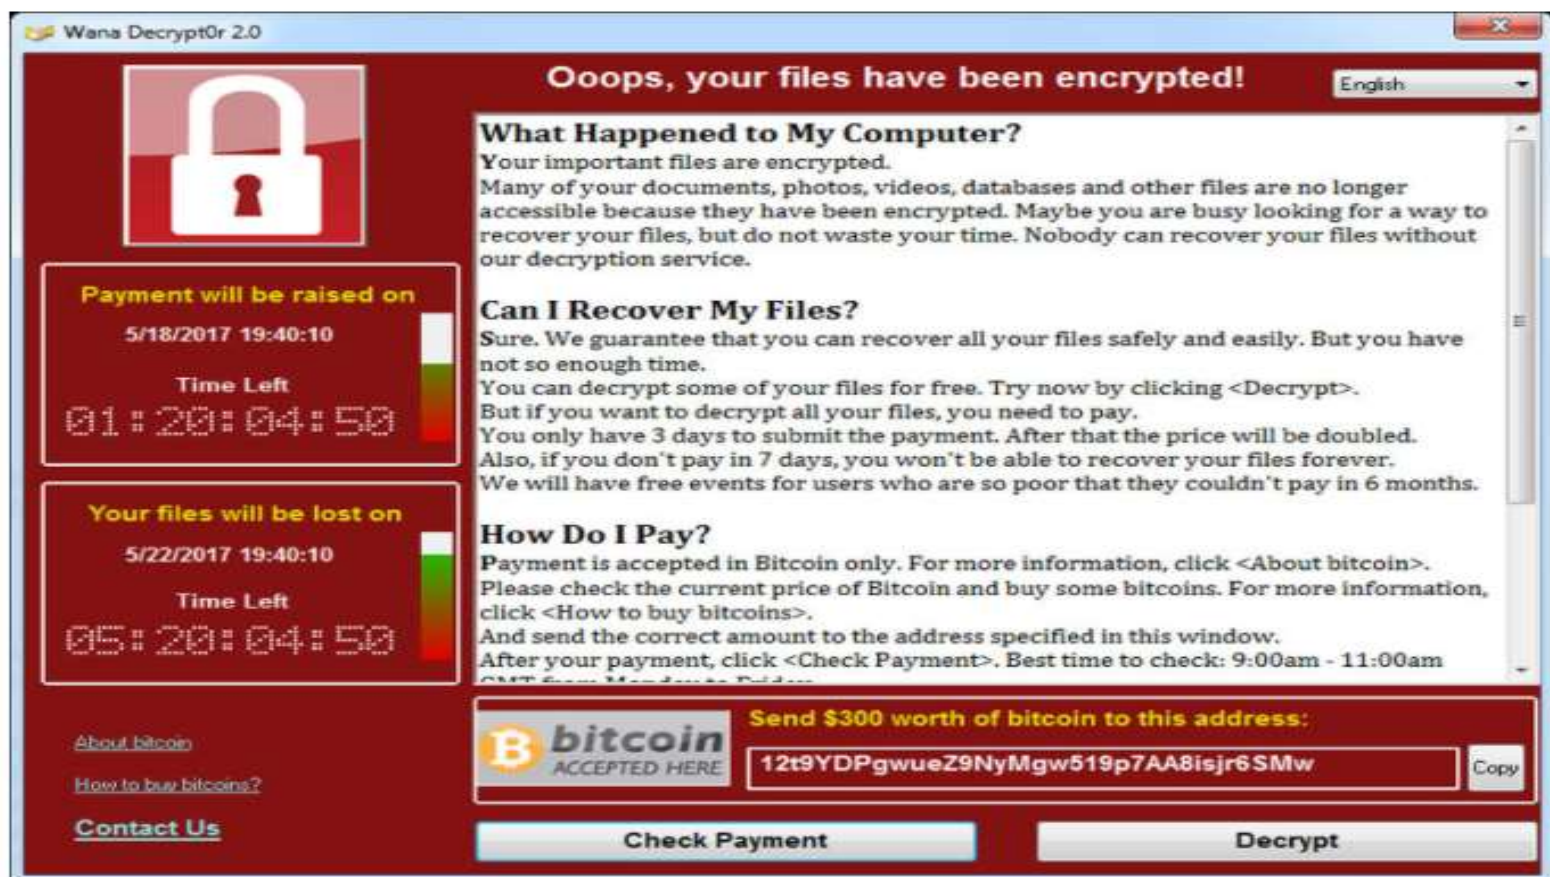 Wana Decrypt0r 2.0
Ooops, your files have been encrypted!
English
Payment will be raised on
5/18/2017 19:40:10
Time Left
01:20:04:50
Your files will be lost on
5/22/2017 19:40:10
Time Left
05:20:04:50
About bitcoin
How to buy bitcoins?
Contact Us
What Happened to My Computer?
Your important files are encrypted.
Many of your documents, photos, videos, databases and other files are no longer
accessible because they have been encrypted. Maybe you are busy looking for a way to
recover your files, but do not waste your time. Nobody can recover your files without
our decryption service.
Can I Recover My Files?
Sure. We guarantee that you can recover all your files safely and easily. But you have
not so enough time.
You can decrypt some of your files for free. Try now by clicking <Decrypt>.
But if you want to decrypt all your files, you need to pay.
You only have 3 days to submit the payment. After that the price will be doubled.
Also, if you don't pay in 7 days, you won't be able to recover your files forever.
We will have free events for users who are so poor that they couldn't pay in 6 months.
How Do I Pay?
Payment is accepted in Bitcoin only. For more information, click <About bitcoin>.
Please check the current price of Bitcoin and buy some bitcoins. For more information,
click <How to buy bitcoins>.
And send the correct amount to the address specified in this window.
After your payment, click <Check Payment>. Best time to check: 9:00am - 11:00am
GMT from Monday to Friday.
bitcoin
ACCEPTED HERE
Send $300 worth of bitcoin to this address:
12t9YDPgwueZ9NyMgw519p7AA8isjr6SMw
Copy
Check Payment
Decrypt